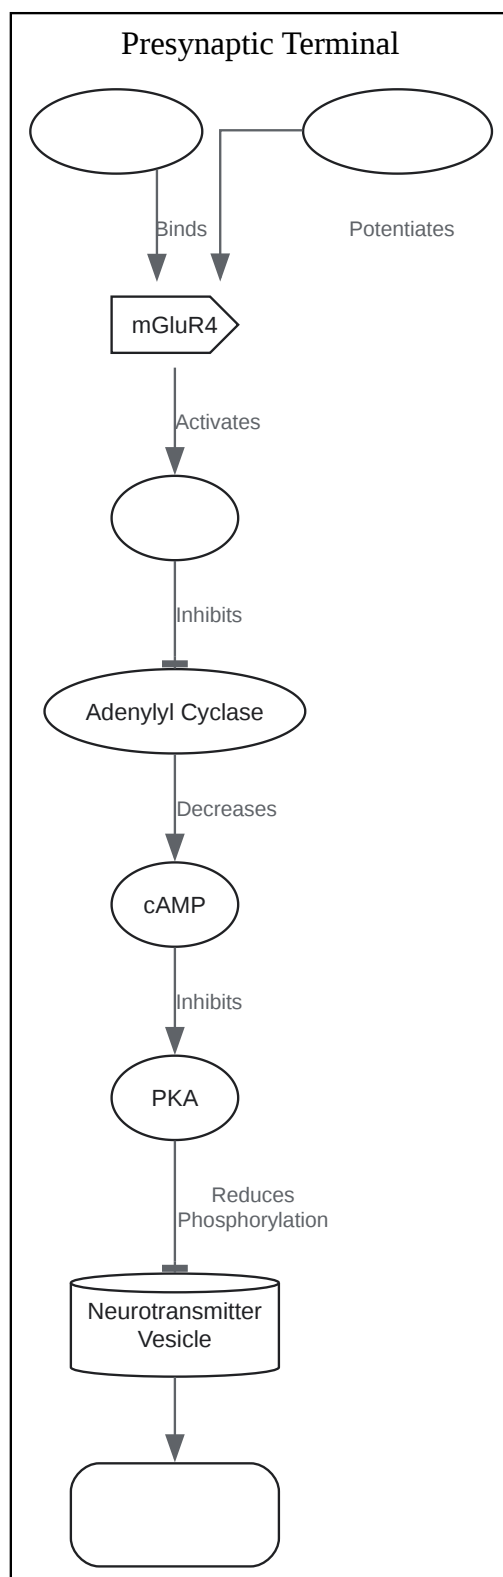 Presynaptic Terminal
Binds
Potentiates
mGluR4
Activates
Inhibits
Adenylyl Cyclase
Decreases
cAMP
Inhibits
PKA
Reduces
Phosphorylation
Neurotransmitter
Vesicle